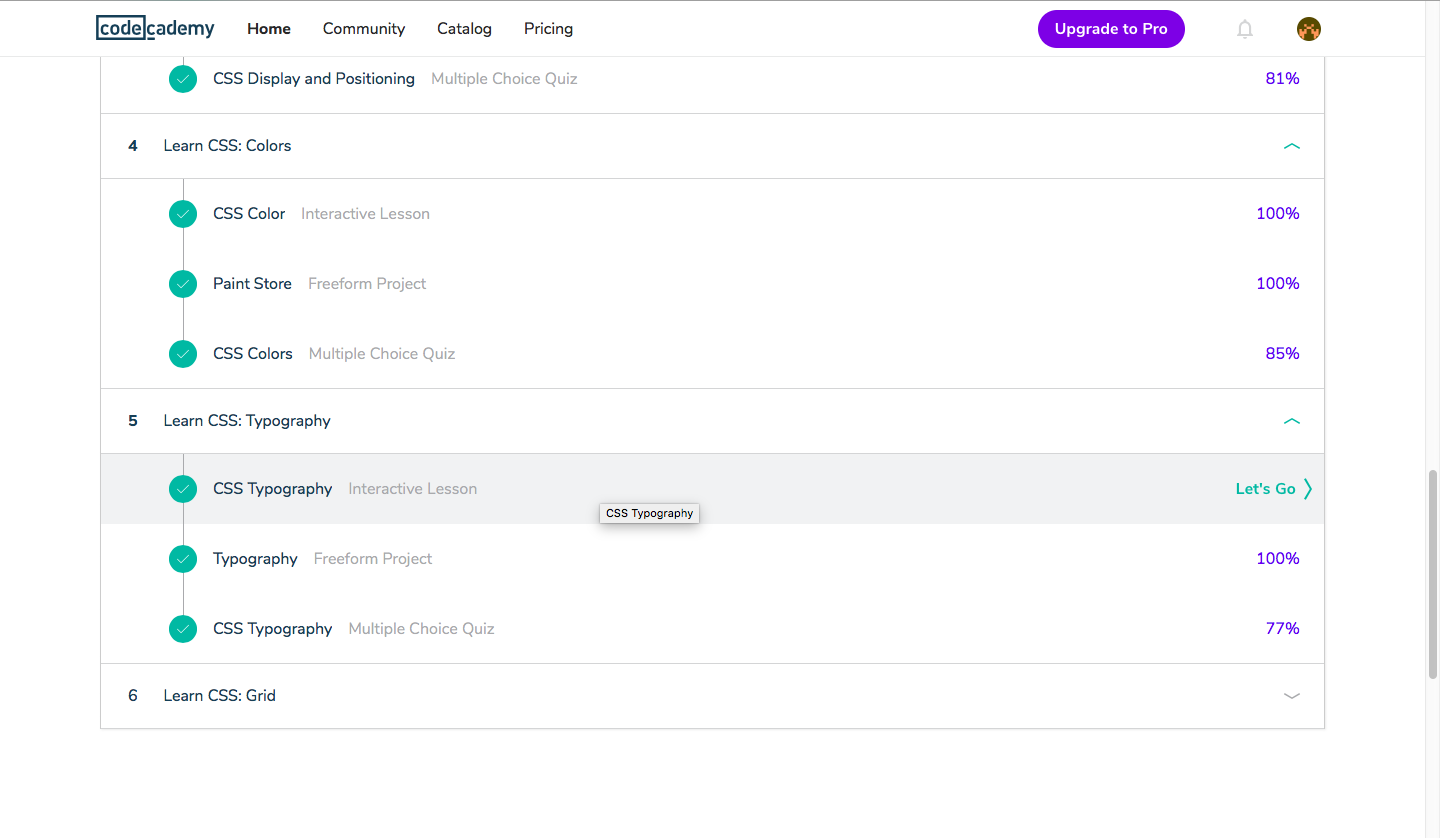 codecademy Home Community Catalog Pricing Upgrade to Pro
CSS Display and Positioning Multiple Choice Quiz 81%
4 Learn CSS: Colors
CSS Color Interactive Lesson 100%
Paint Store Freeform Project 100%
CSS Colors Multiple Choice Quiz 85%
5 Learn CSS: Typography
CSS Typography Interactive Lesson Let's Go
CSS Typography
Typography Freeform Project 100%
CSS Typography Multiple Choice Quiz 77%
6 Learn CSS: Grid